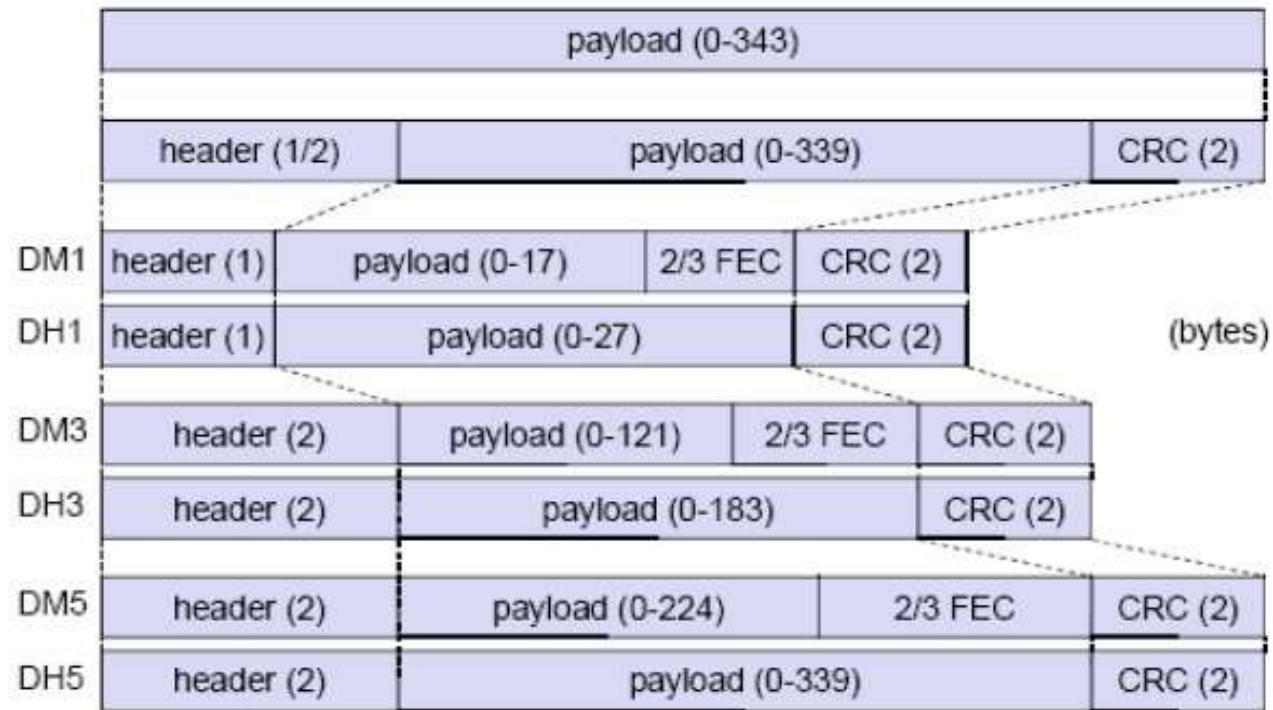 payload (0-343)
header (1/2) payload (0-339) CRC (2)
DM1 header (1) payload (0-17) 2/3 FEC CRC (2)
DH1 header (1) payload (0-27) CRC (2) (bytes)
DM3 header (2) payload (0-121) 2/3 FEC CRC (2)
DH3 header (2) payload (0-183) CRC (2)
DM5 header (2) payload (0-224) 2/3 FEC CRC (2)
DH5 header (2) payload (0-339) CRC (2)